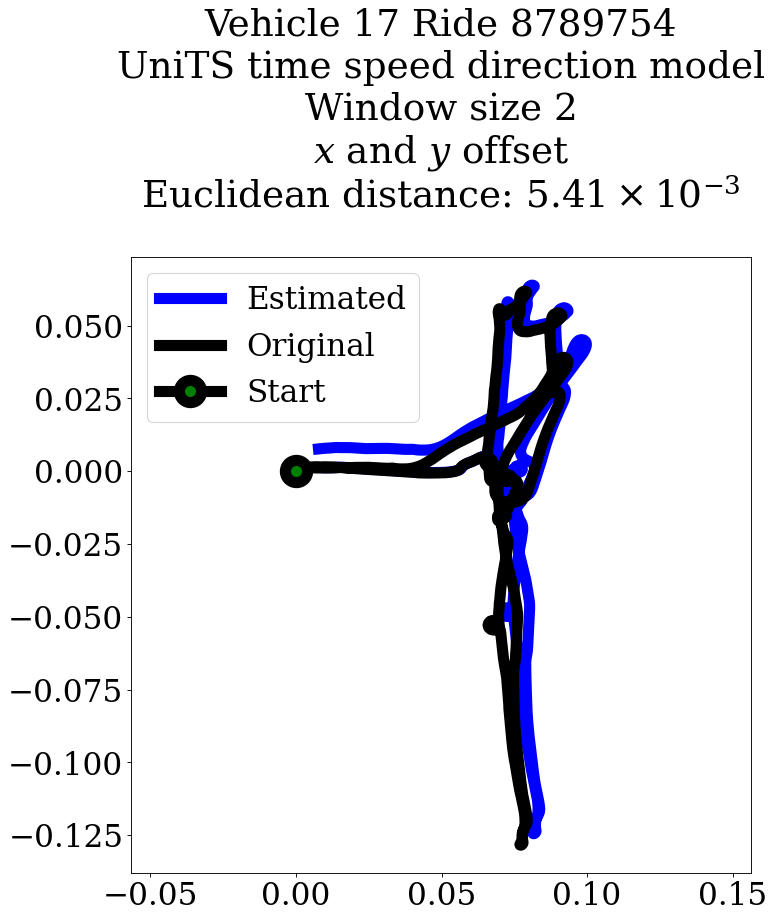 Vehicle 17 Ride 8789754
UniTS time speed direction model
Window size 2
x and y offset
Euclidean distance: 5.41 × 10⁻³
Estimated
Original
Start
0.050
0.025
0.000
−0.025
−0.050
−0.075
−0.100
−0.125
−0.05 0.00 0.05 0.10 0.15